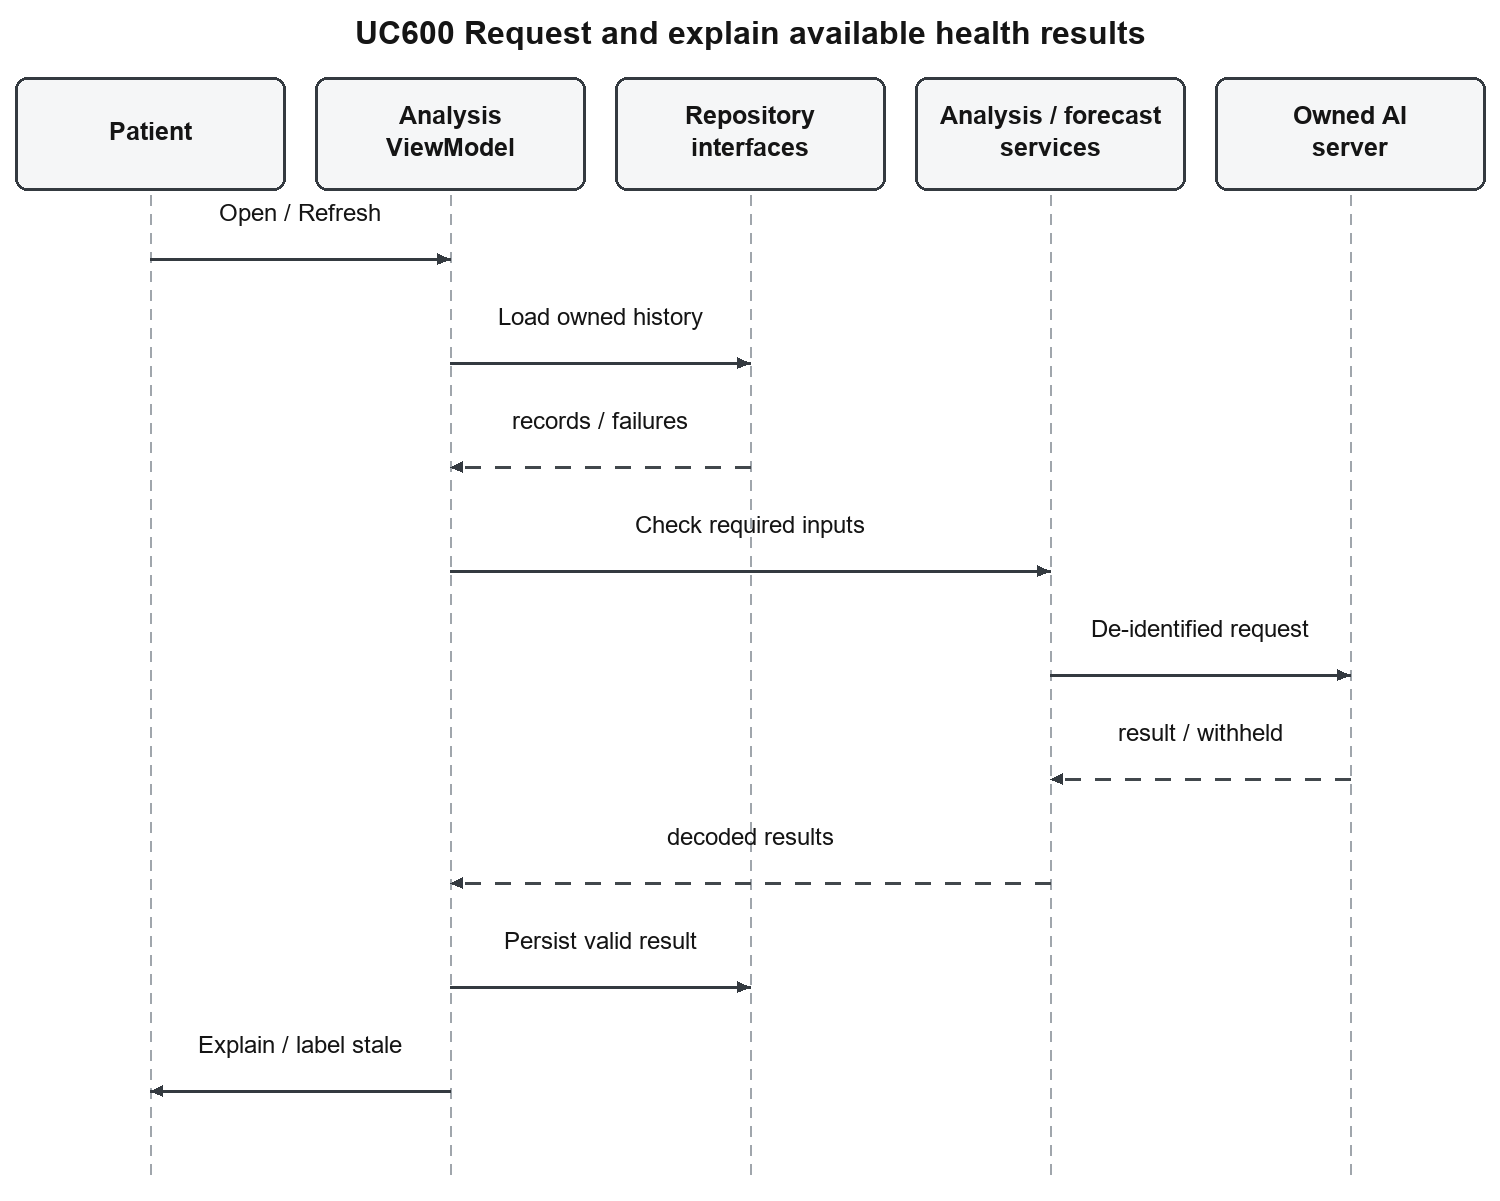 UC600 Request and explain available health results
Patient
Analysis
ViewModel
Repository
interfaces
Analysis / forecast
services
Owned AI
server
Open / Refresh
Load owned history
records / failures
Check required inputs
De-identified request
result / withheld
decoded results
Persist valid result
Explain / label stale